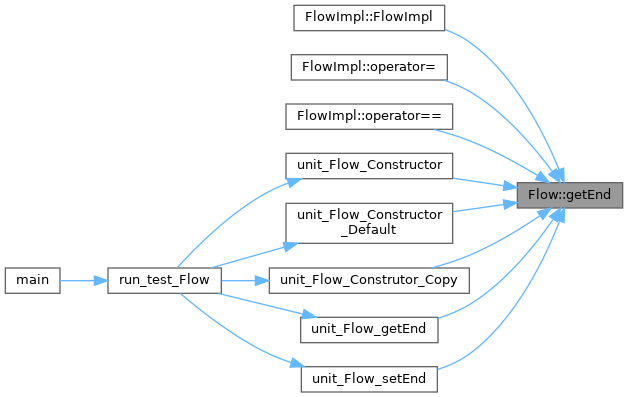 FlowImpl::FlowImpl
FlowImpl::operator=
FlowImpl::operator==
unit_Flow_Constructor
Flow::getEnd
unit_Flow_Constructor
_Default
main
run_test_Flow
unit_Flow_Construtor_Copy
unit_Flow_getEnd
unit_Flow_setEnd